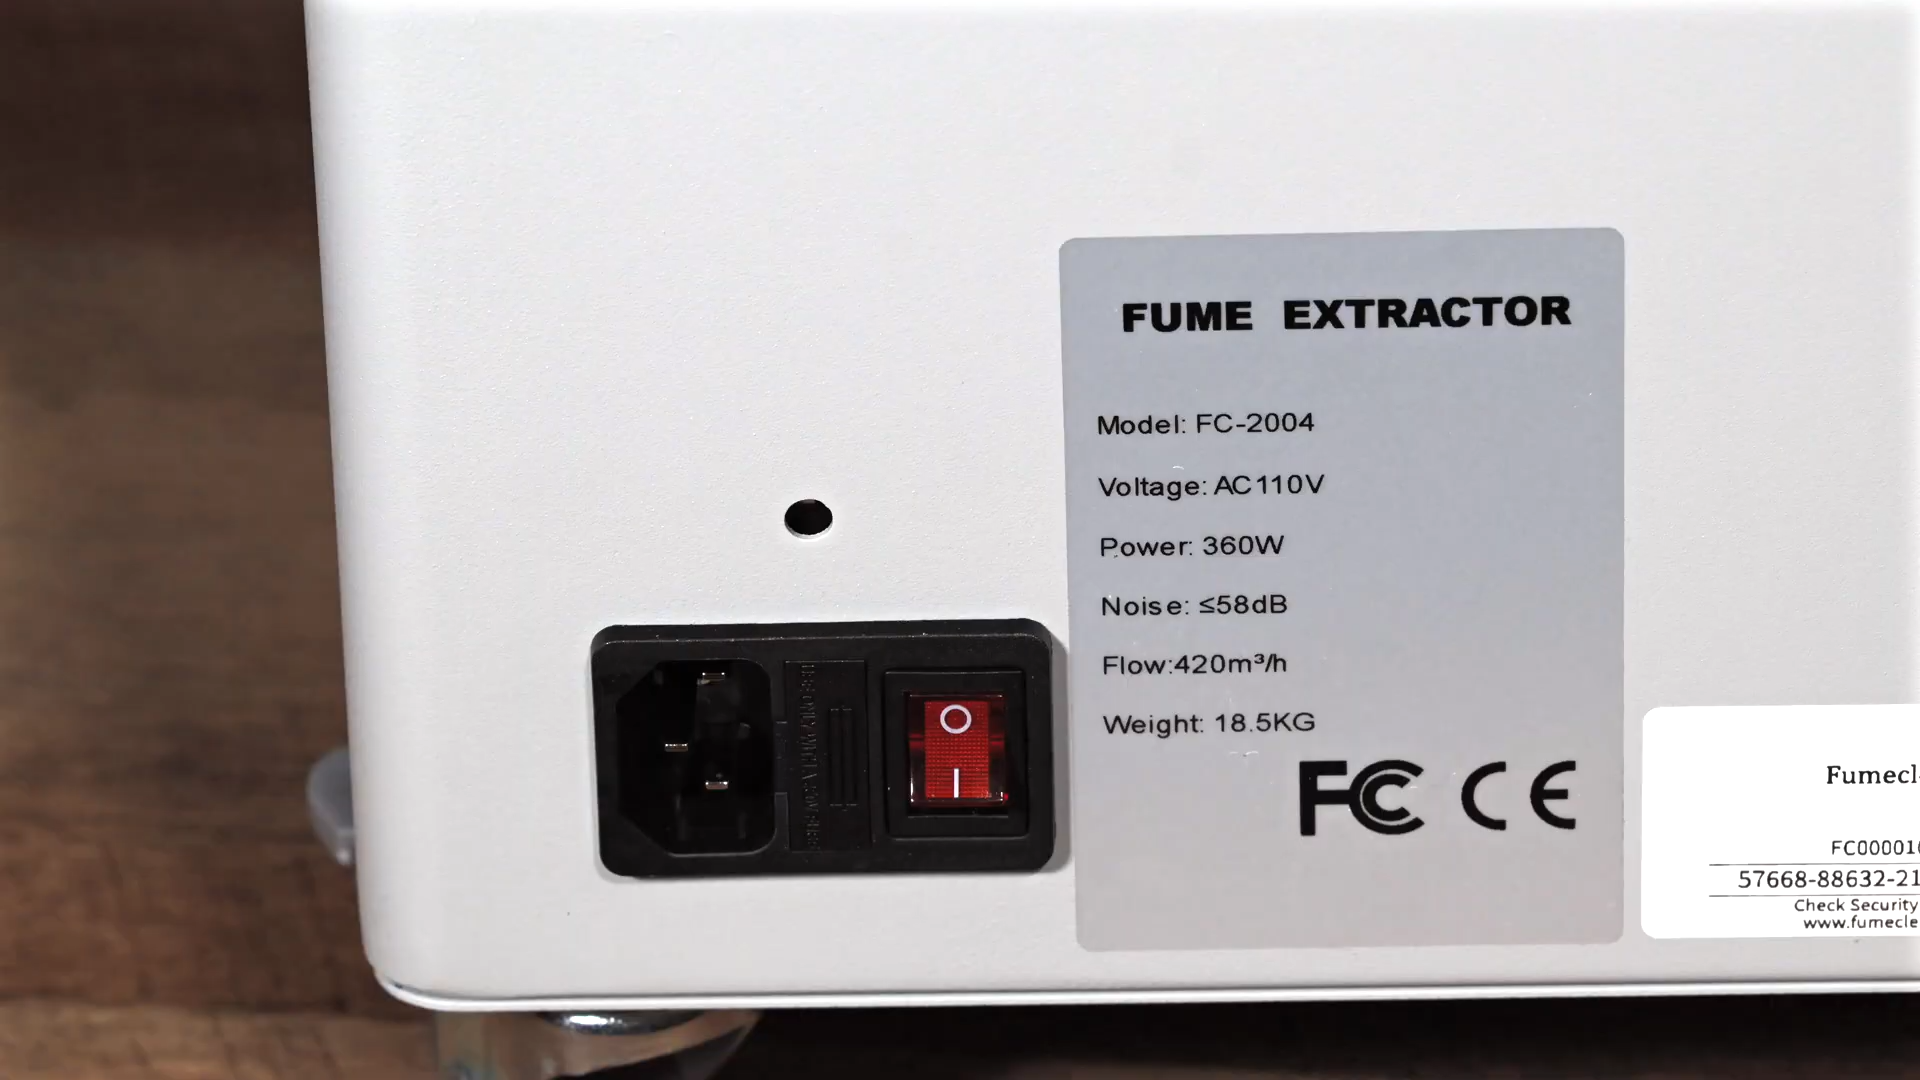 FUME EXTRACTOR
Model: FC-2004
Voltage: AC110V
Power: 360W
Noise: ≤58dB
Flow:420m³/h
Weight: 18.5KG
FC CE
Fumecl
FC00001
57668-88632-21
Check Security
www.fumecle